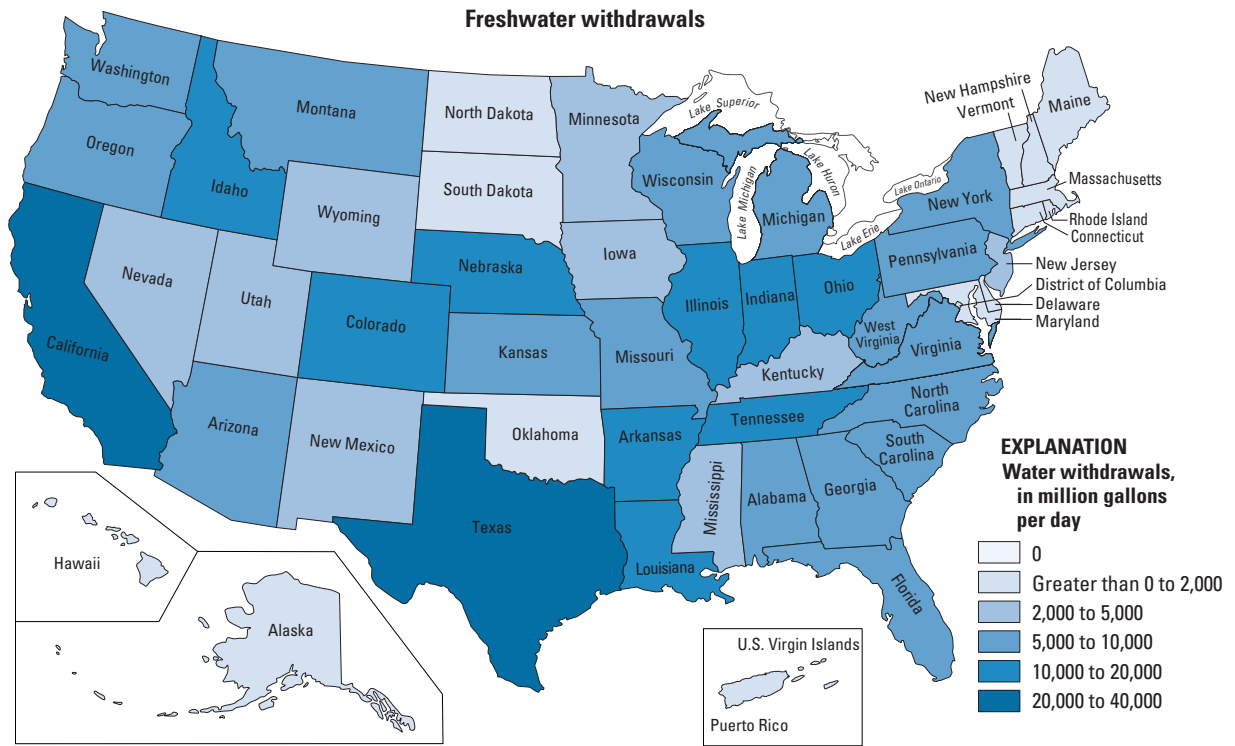 Freshwater withdrawals
Washington
Oregon
Idaho
Montana
Wyoming
North Dakota
South Dakota
Minnesota
Lake Superior
Wisconsin
Lake Michigan
Lake Huron
Michigan
Lake Erie
Lake Ontario
New York
New Hampshire
Vermont
Maine
Massachusetts
Rhode Island
Connecticut
New Jersey
District of Columbia
Delaware
Maryland
Pennsylvania
California
Nevada
Utah
Colorado
Nebraska
Iowa
Kansas
Missouri
Illinois
Indiana
Ohio
West
Virginia
Virginia
Kentucky
Tennessee
North
Carolina
South
Carolina
Arizona
New Mexico
Oklahoma
Arkansas
Texas
Louisiana
Mississippi
Alabama
Georgia
Florida
Hawaii
Alaska
U.S. Virgin Islands
Puerto Rico
EXPLANATION
Water withdrawals,
in million gallons
per day
0
Greater than 0 to 2,000
2,000 to 5,000
5,000 to 10,000
10,000 to 20,000
20,000 to 40,000